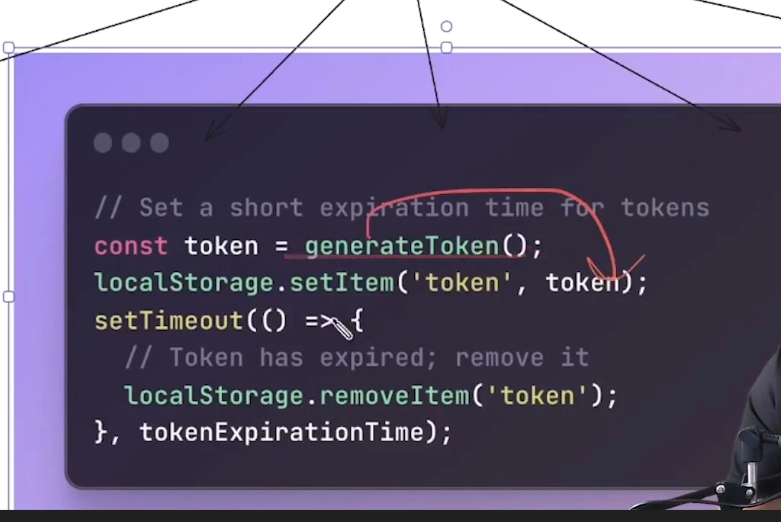 // Set a short expiration time for tokens
const token = generateToken();
localStorage.setItem('token', token);
setTimeout(() => {
// Token has expired; remove it
localStorage.removeItem('token');
}, tokenExpirationTime);